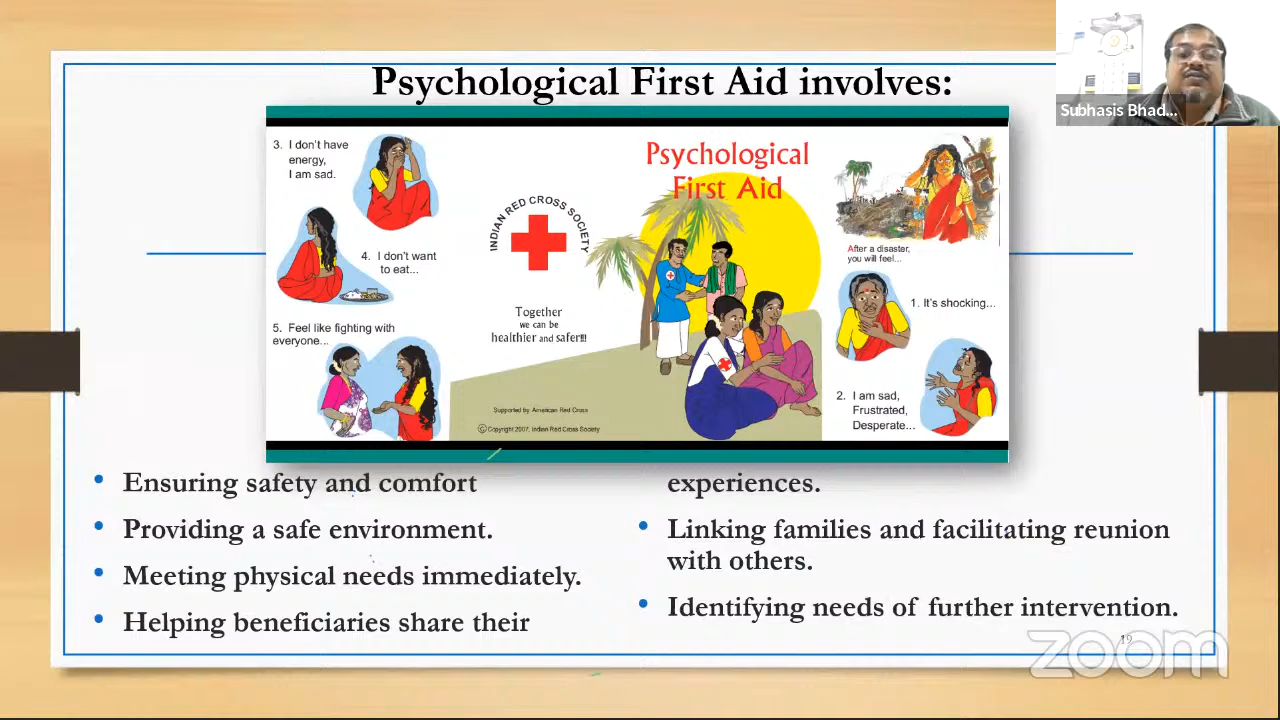 Psychological First Aid involves:
Subhasis Bhad...
3. I don't have
energy,
I am sad.
4. I don't want
to eat...
5. Feel like fighting with
everyone...
INDIAN RED CROSS SOCIETY
Together
we can be
healthier and safer!!!
Supported by American Red Cross
© Copyright 2007, Indian Red Cross Society
Psychological
First Aid
After a disaster,
you will feel...
1. It's shocking...
2. I am sad,
Frustrated,
Desperate...
• Ensuring safety and comfort
• Providing a safe environment.
• Meeting physical needs immediately.
• Helping beneficiaries share their
experiences.
• Linking families and facilitating reunion
with others.
• Identifying needs of further intervention.
zoom